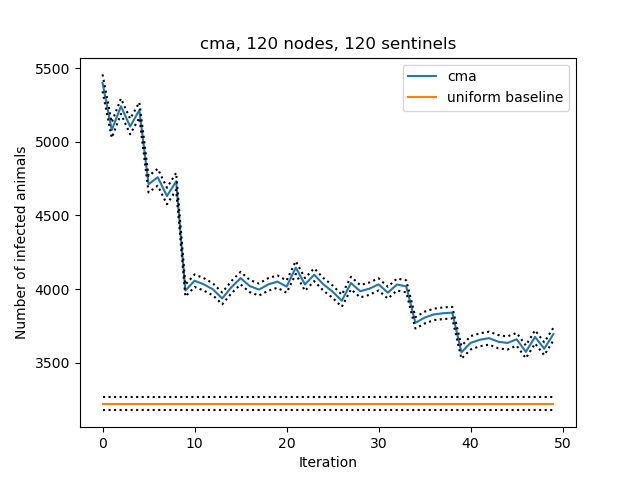 cma, 120 nodes, 120 sentinels
cma
uniform baseline
Number of infected animals
5500
5000
4500
4000
3500
0 10 20 30 40 50
Iteration